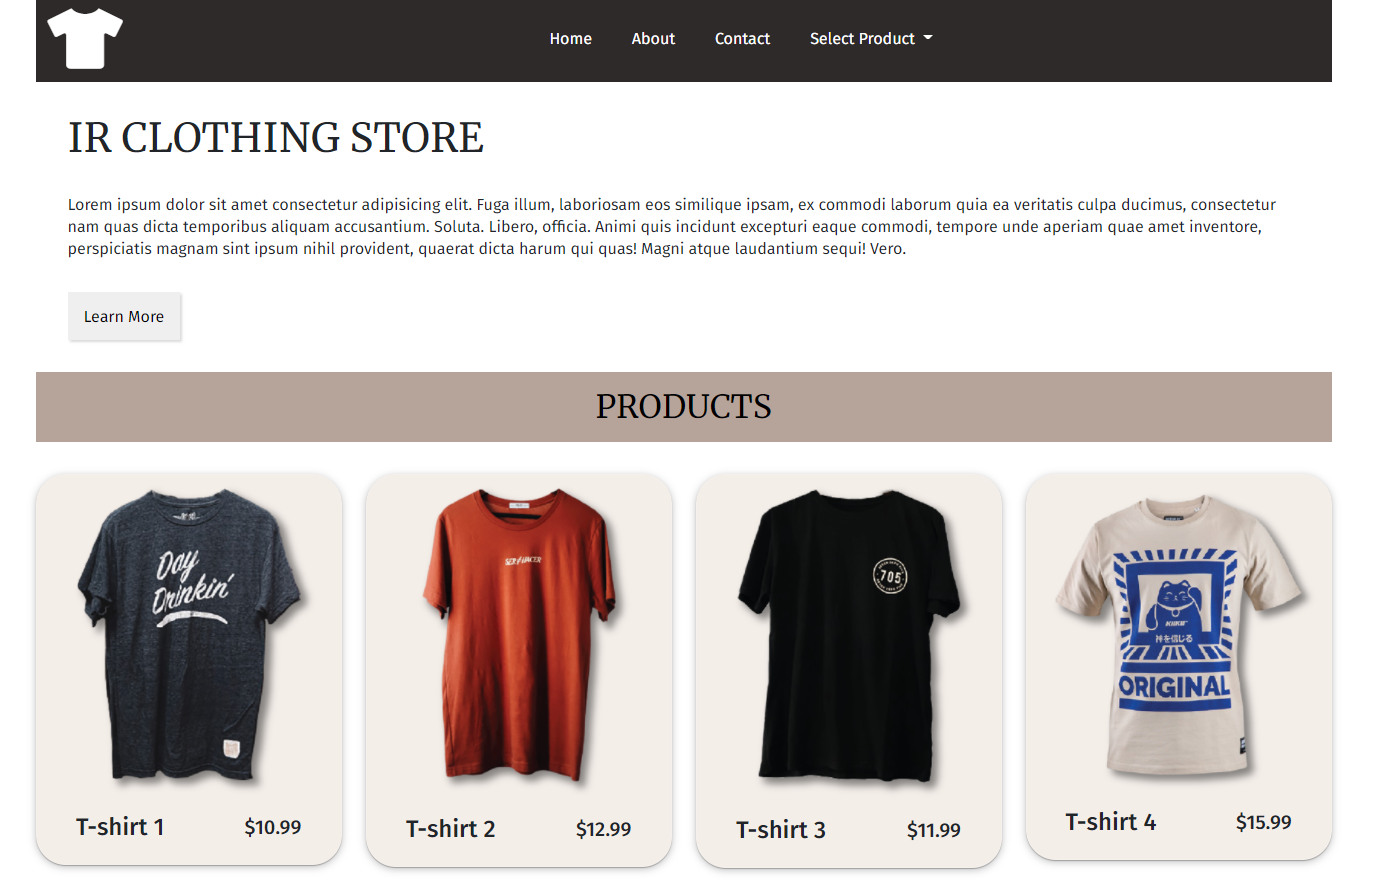 Home About Contact Select Product
IR CLOTHING STORE
Lorem ipsum dolor sit amet consectetur adipisicing elit. Fuga illum, laboriosam eos similique ipsam, ex commodi laborum quia ea veritatis culpa ducimus, consectetur
nam quas dicta temporibus aliquam accusantium. Soluta. Libero, officia. Animi quis incidunt excepturi eaque commodi, tempore unde aperiam quae amet inventore,
perspiciatis magnam sint ipsum nihil provident, quaerat dicta harum qui quas! Magni atque laudantium sequi! Vero.
Learn More
PRODUCTS
Day
Drinkin'
T-shirt 1 $10.99
T-shirt 2 $12.99
705
T-shirt 3 $11.99
ORIGINAL
T-shirt 4 $15.99